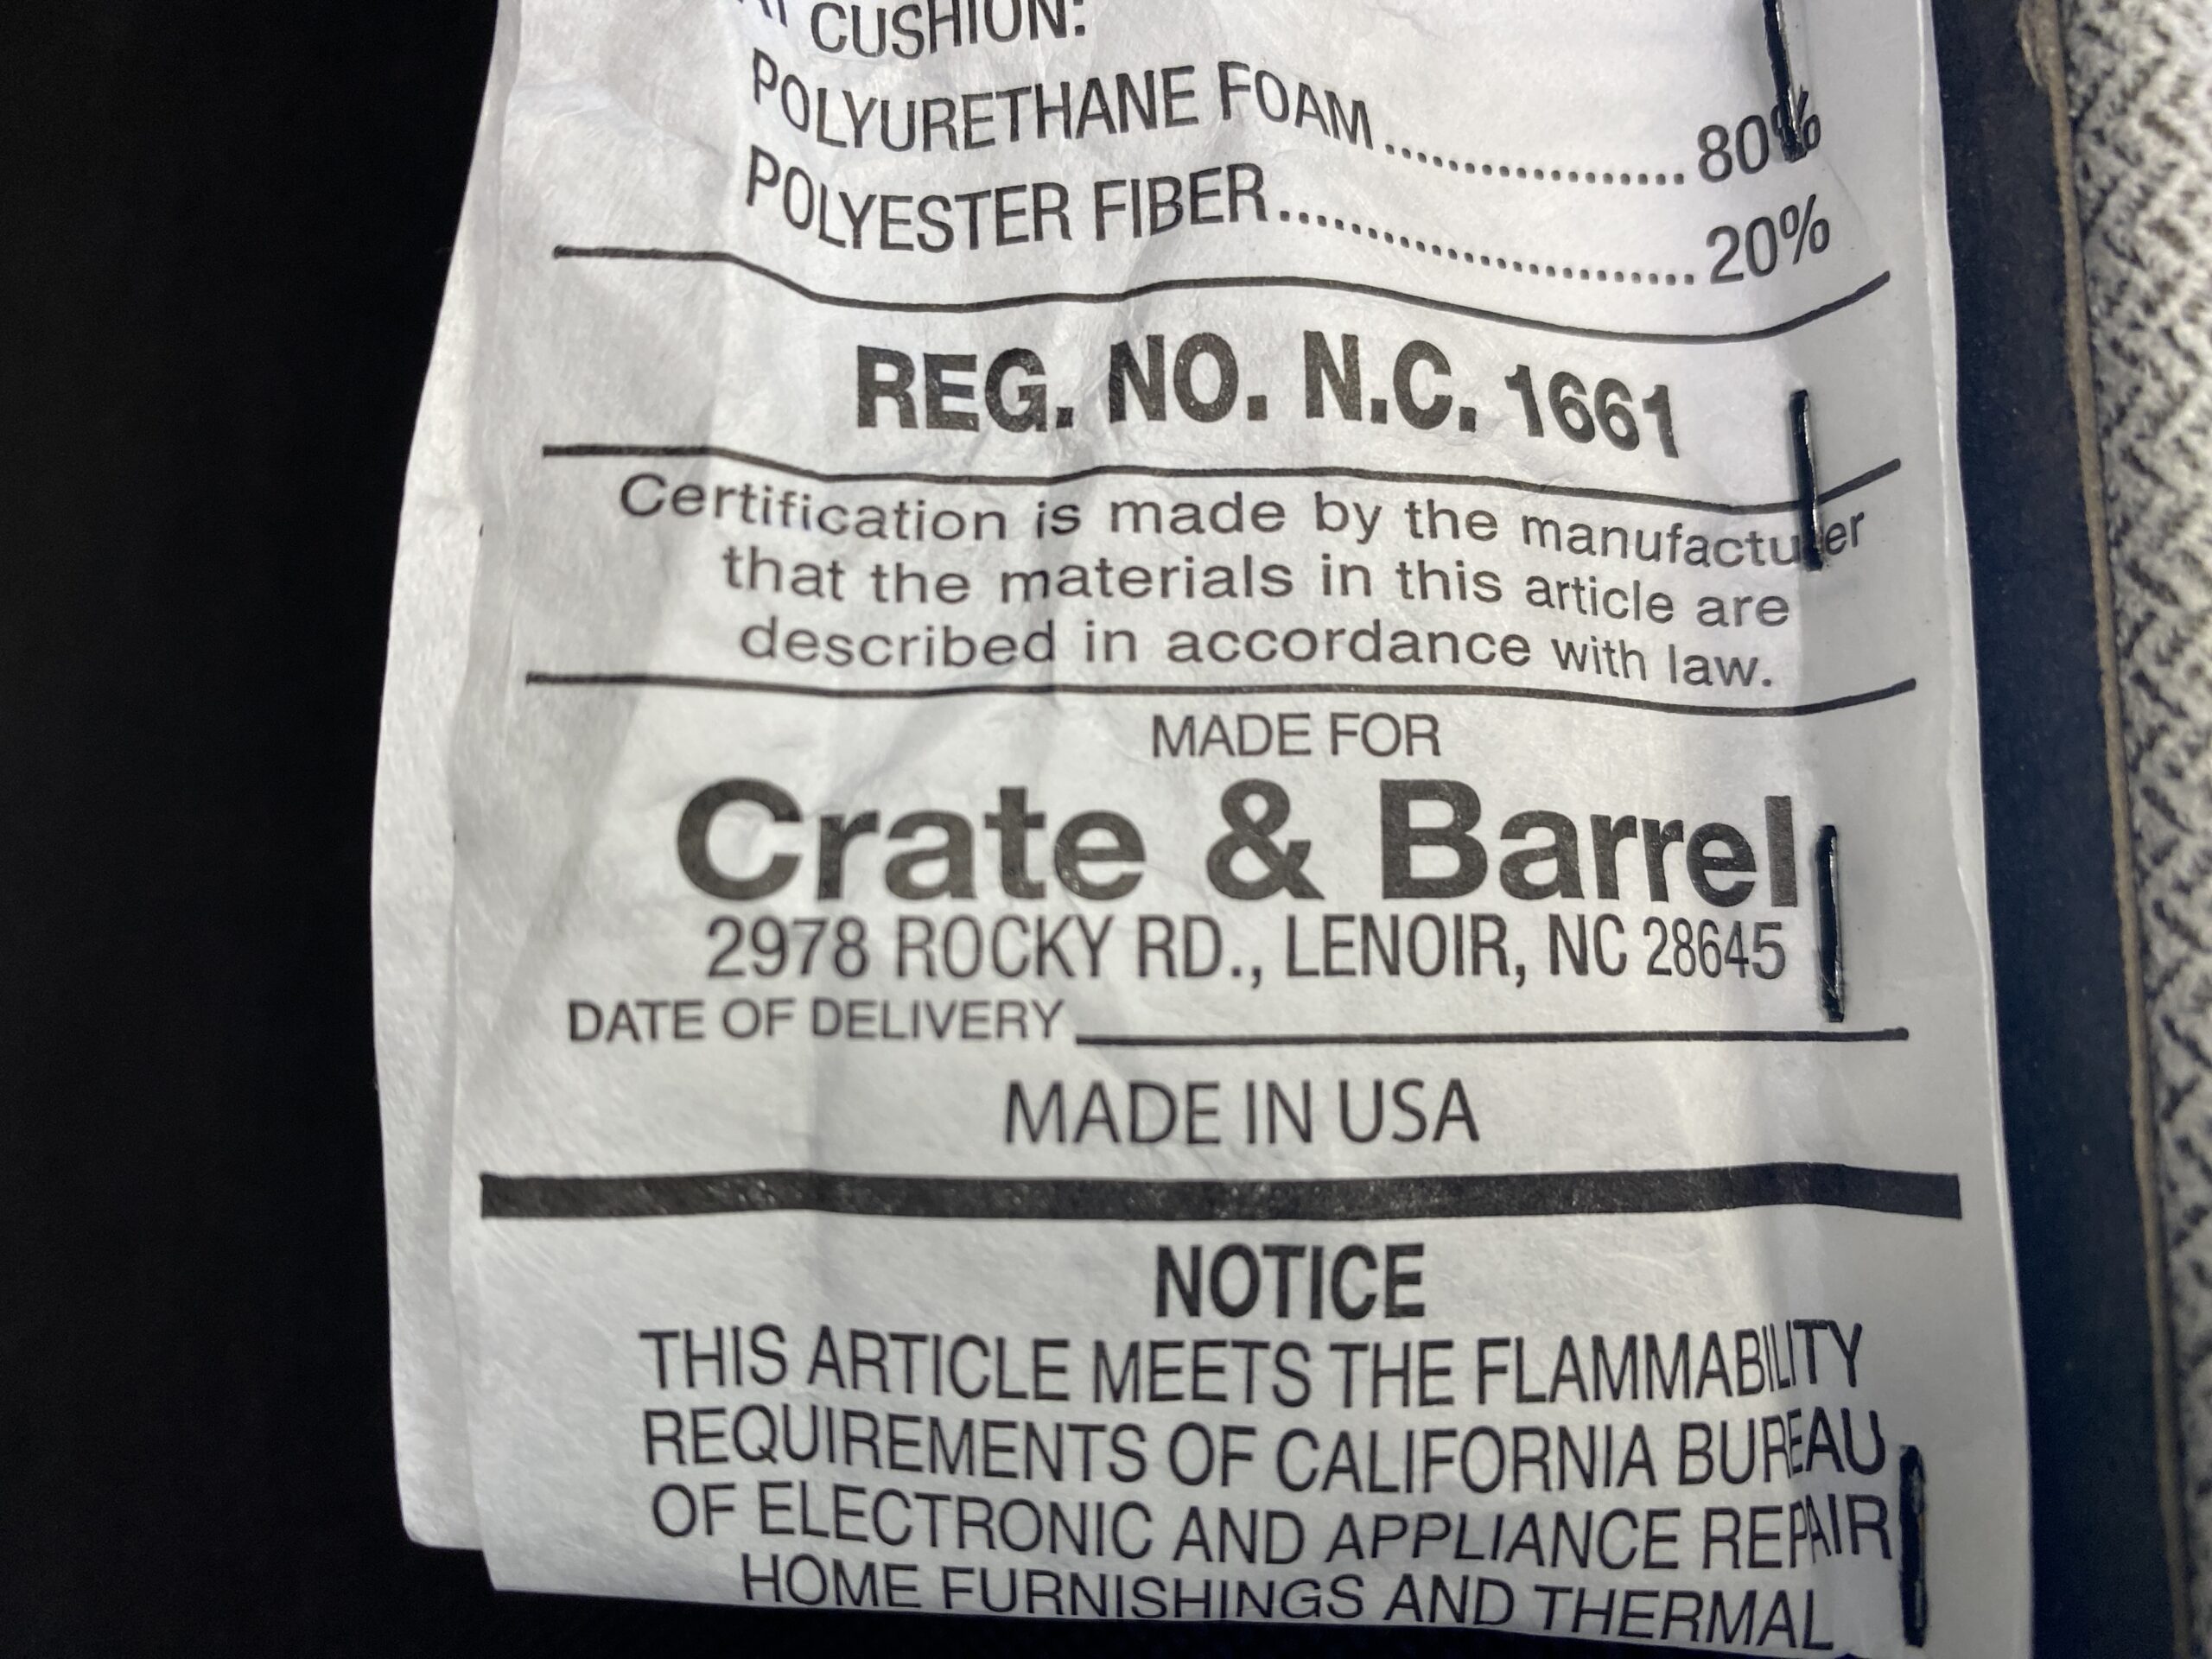 CUSHION:
POLYURETHANE FOAM................80%
POLYESTER FIBER.......................20%
REG. NO. N.C. 1661
Certification is made by the manufacturer
that the materials in this article are
described in accordance with law.
MADE FOR
Crate & Barrel
2978 ROCKY RD., LENOIR, NC 28645
DATE OF DELIVERY
MADE IN USA
NOTICE
THIS ARTICLE MEETS THE FLAMMABILITY
REQUIREMENTS OF CALIFORNIA BUREAU
OF ELECTRONIC AND APPLIANCE REPAIR
HOME FURNISHINGS AND THERMAL